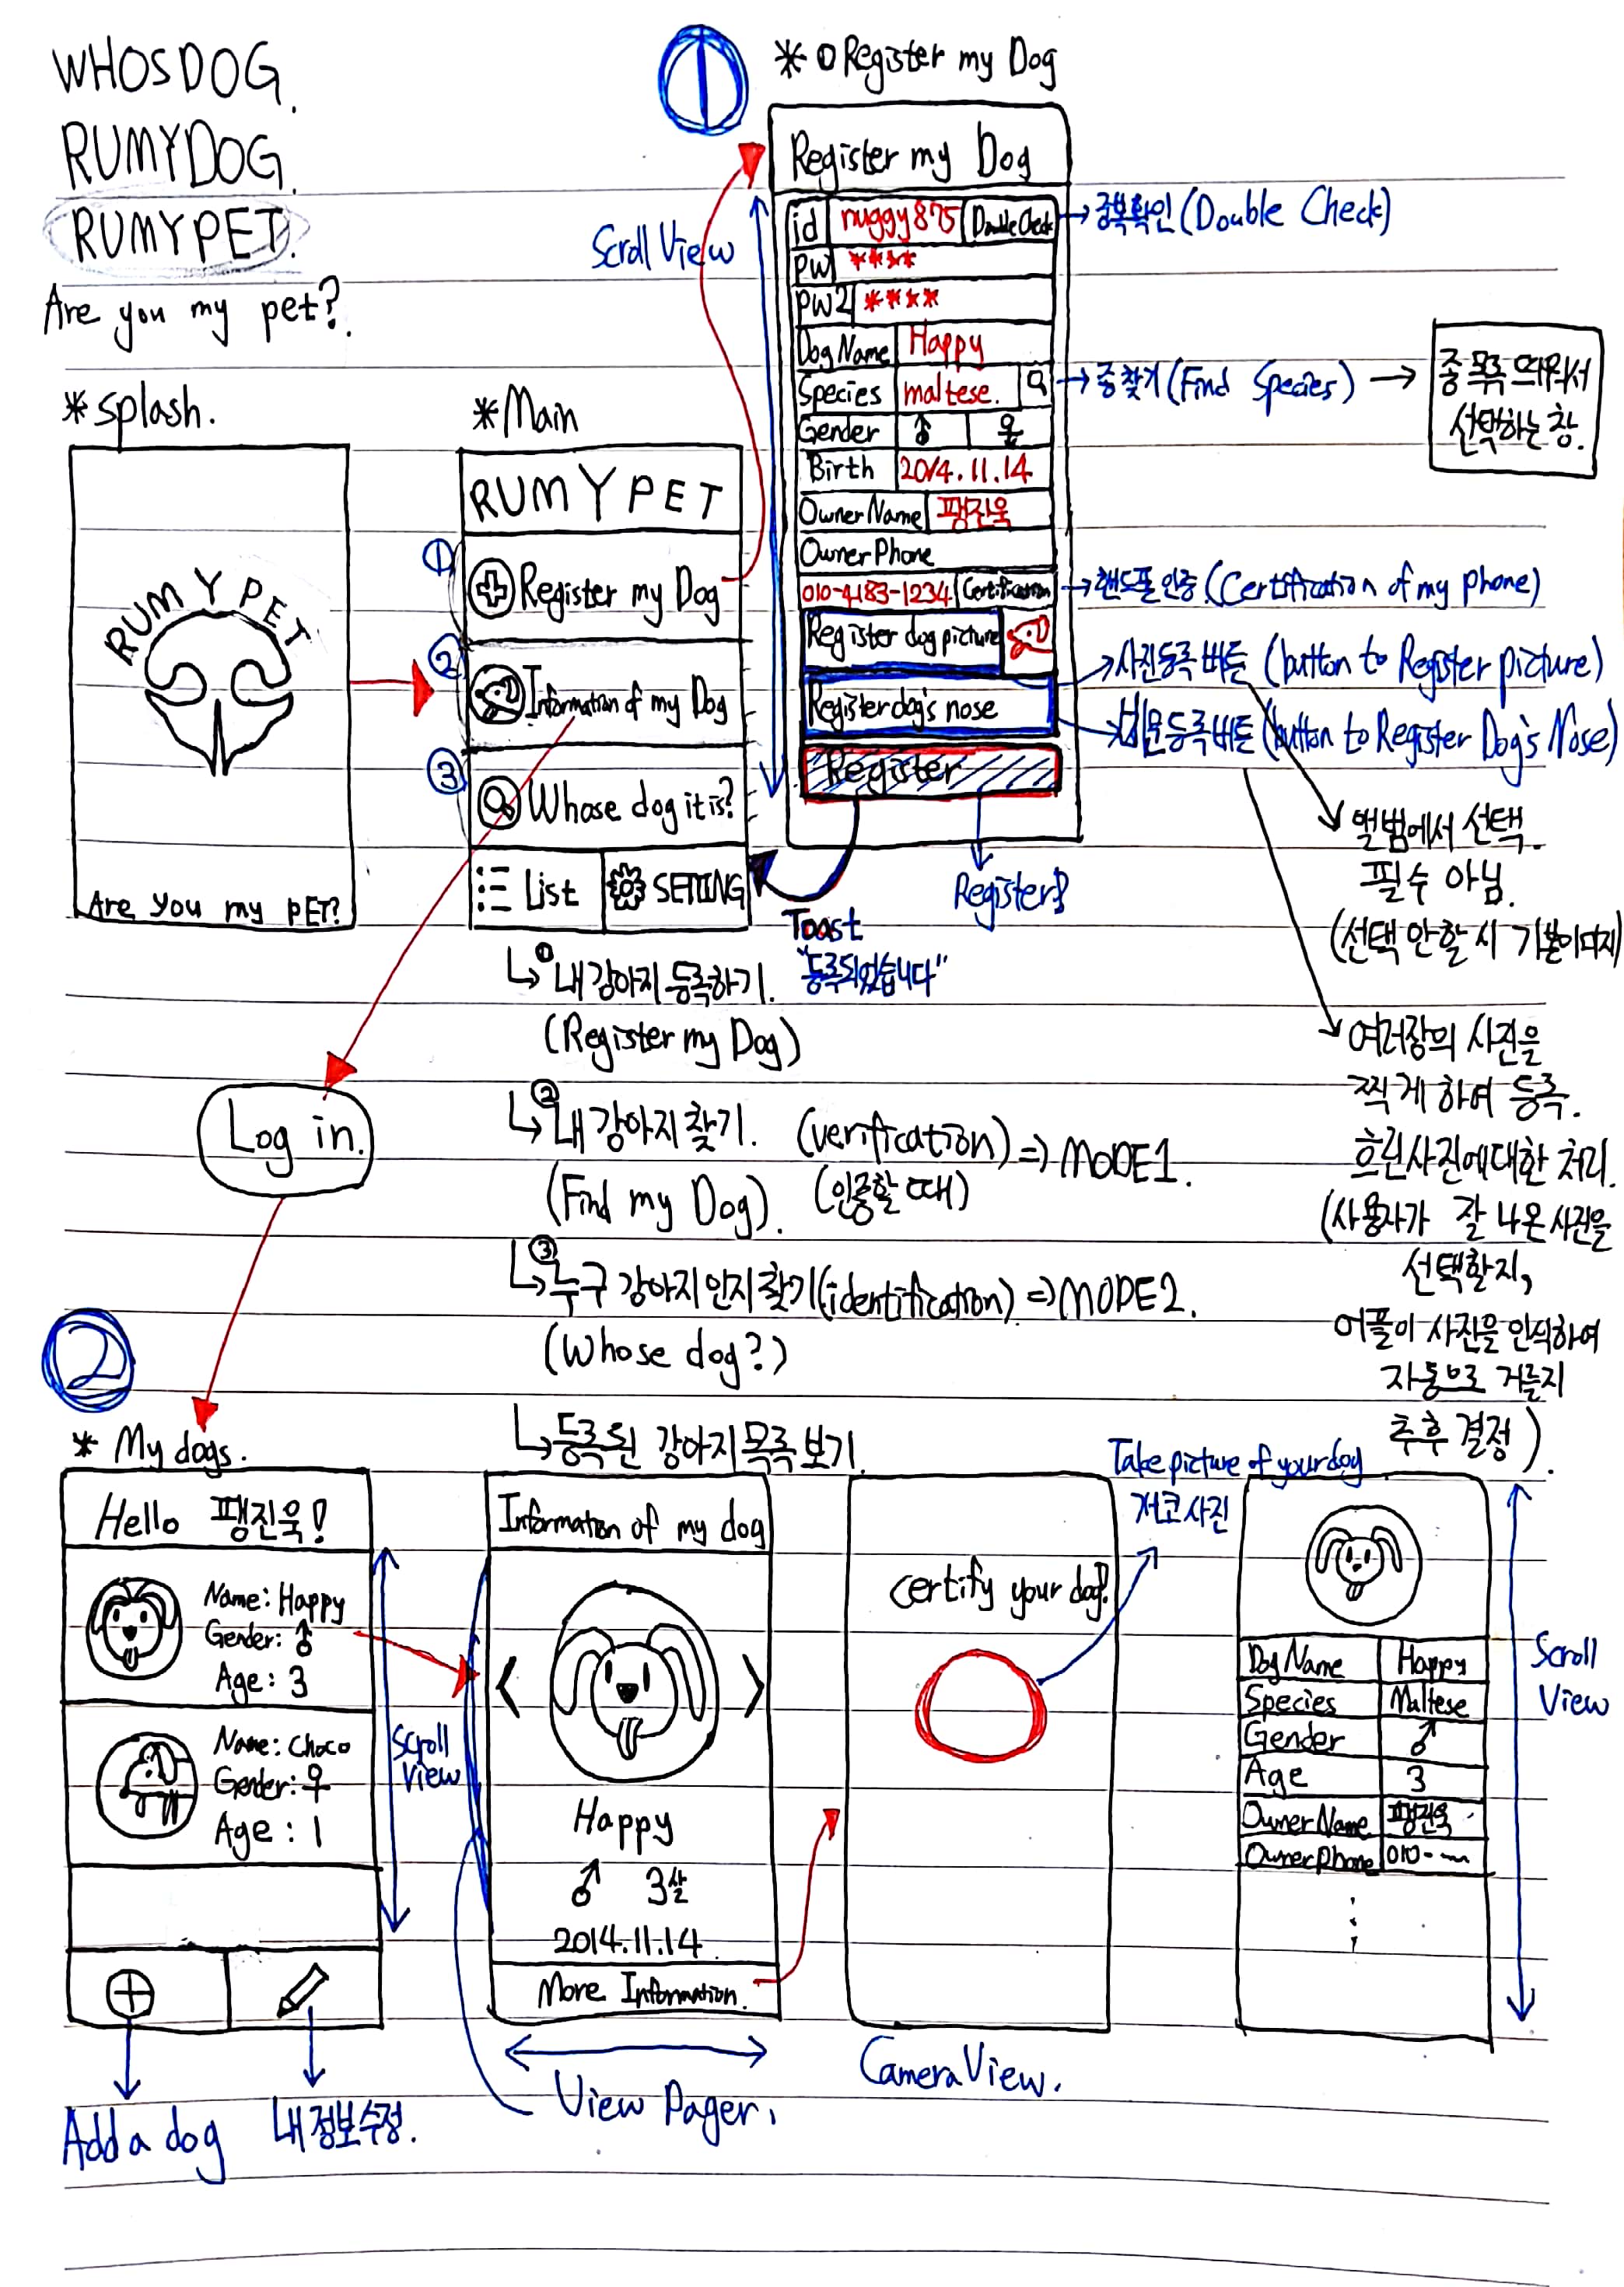 WHOSDOG.
RUMYDOG.
RUMYPET.
Are you my pet?
*splash.
RUMYPET
Are you my PET?
*Main
RUMYPET
① Register my Dog
② Information of my Dog
③ Whose dog it is?
List
SETTING
①
* ① Register my Dog
Register my Dog
Scroll View
id nuggy875 Double Check
→ 중복확인 (Double Check)
PW ****
PW2 ****
Dog Name Happy
Species maltese.
→ 종찾기 (Find Species) →
종 목록 띄워서
선택하는 창.
Gender ♂ ♀
Birth 2014.11.14
Owner Name 팽진욱
Owner Phone
010-4183-1234 Certification
→ 핸드폰인증 (Certification of my phone)
Register dog picture
→ 사진등록 버튼 (button to Register picture)
Register dog's nose
→ 비문등록버튼 (button to Register Dog's Nose)
Register
Register
Toast
"등록되었습니다"
앨범에서 선택.
필수 아님.
(선택 안할 시 기본이미지)
여러장의 사진을
찍게 하여 등록.
흐린사진에대한 처리.
(사용자가 잘 나온사진을
선택할지,
어플이 사진을 인식하여
자동으로 거를지
추후 결정).
↳ ① 내 강아지 등록하기.
(Register my Dog)
↳ ② 내 강아지 찾기. (verification) => MODE1.
(Find my Dog). (인증할 때)
↳ ③ 누구 강아지인지 찾기 (identification) => MODE2.
(Whose dog?)
↳ 등록된 강아지 목록 보기.
Log in.
②
* My dogs.
Hello 팽진욱!
Name: Happy
Gender: ♂
Age: 3
Name: Choco
Gender: ♀
Age: 1
Scroll
View
Add a dog
내 정보수정.
Information of my dog
< >
Happy
♂ 3살
2014.11.14
More Information.
View Pager.
certify your dog!
Take picture of your dog
개코사진
Camera View.
Dog Name Happy
Species Maltese
Gender ♂
Age 3
Owner Name 팽진욱
Owner phone 010-
Scroll
View